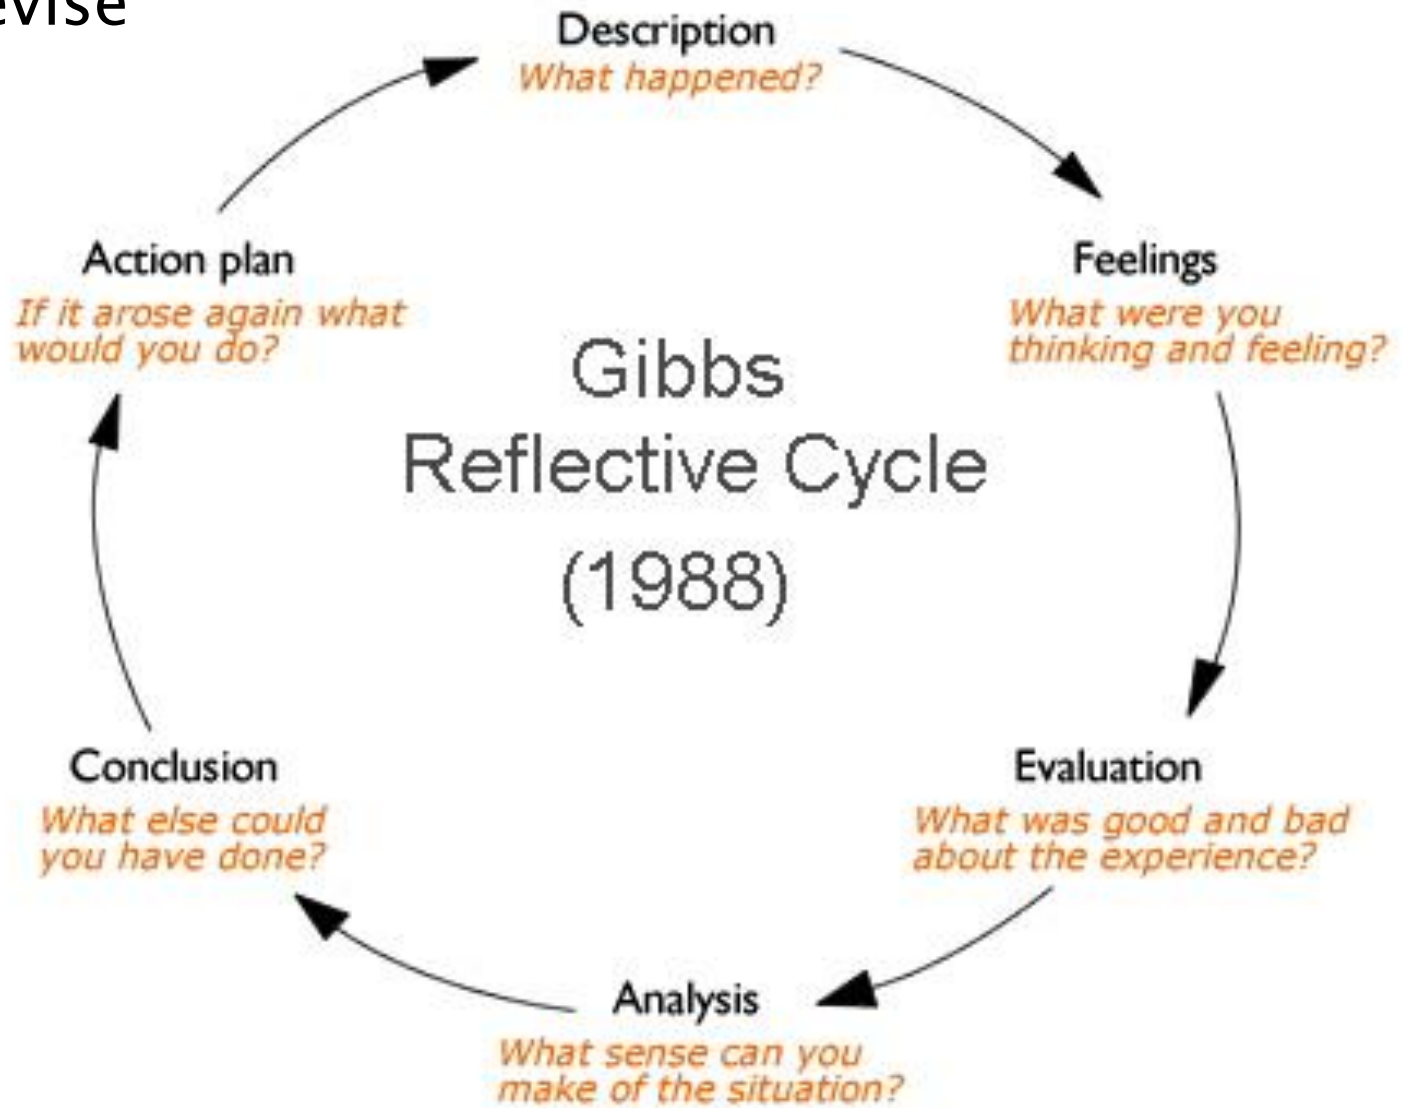 evise
Description
What happened?
Feelings
What were you
thinking and feeling?
Evaluation
What was good and bad
about the experience?
Analysis
What sense can you
make of the situation?
Conclusion
What else could
you have done?
Action plan
If it arose again what
would you do?
Gibbs
Reflective Cycle
(1988)